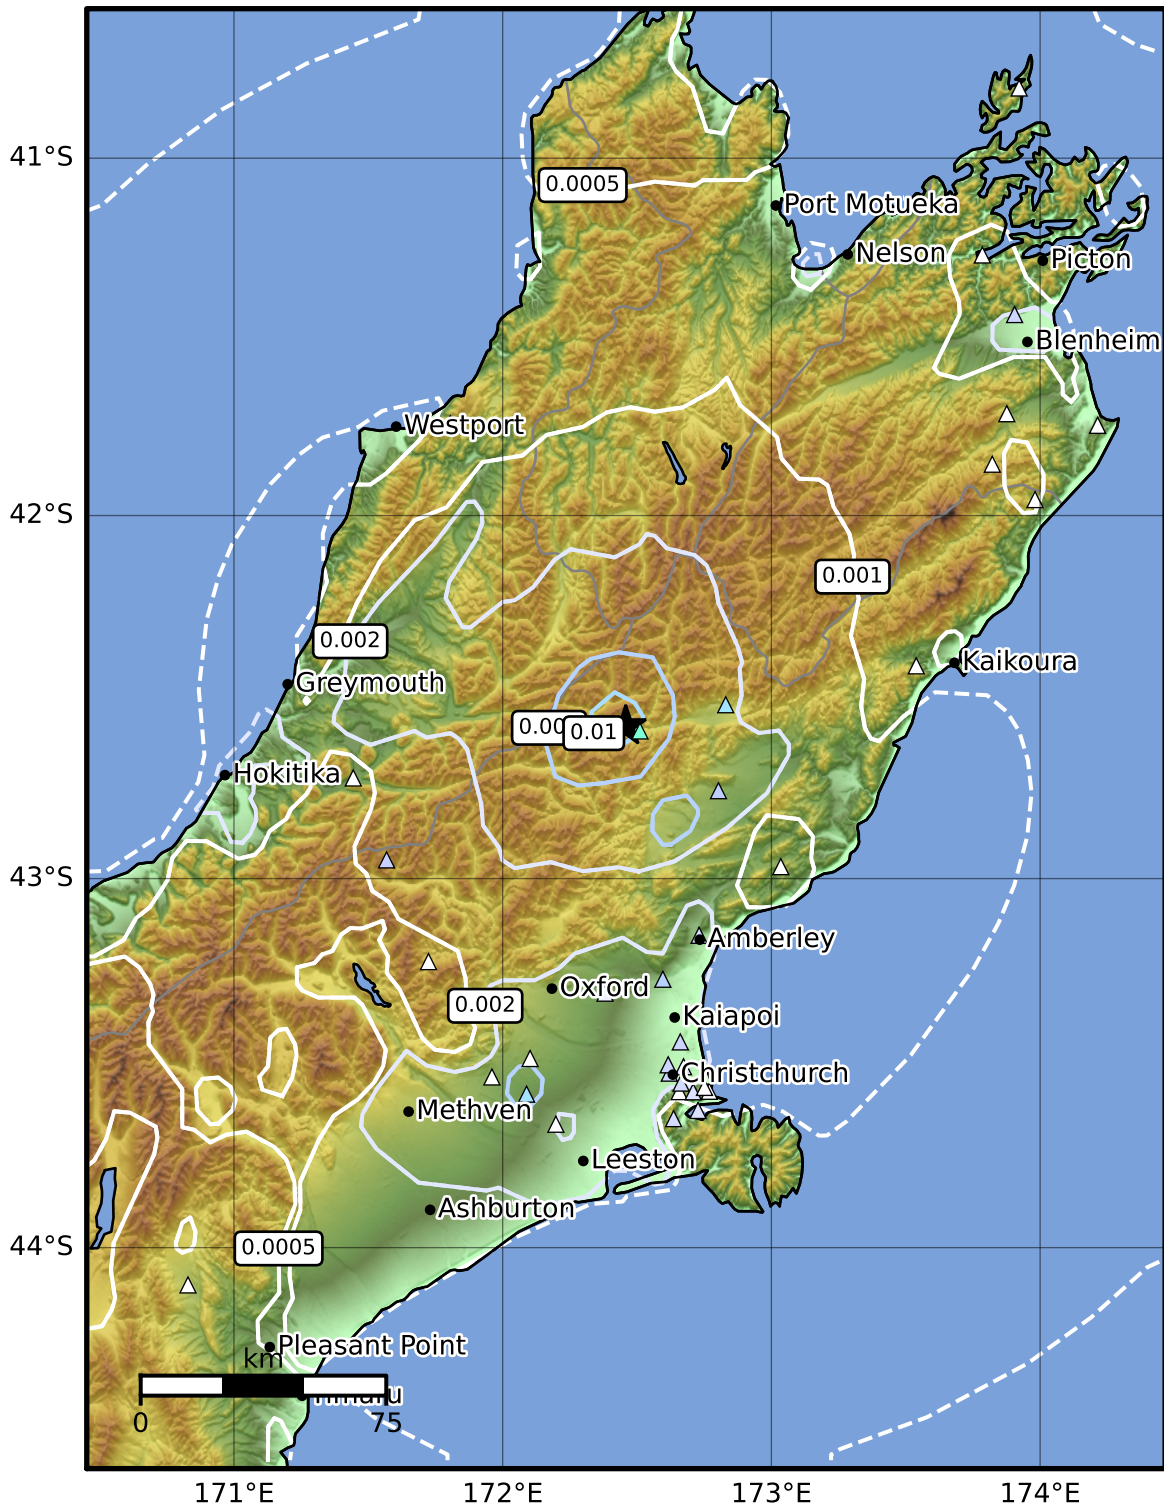 41°S
0.0005
Port Motueka
Nelson
Picton
Blenheim
Westport
42°S
0.001
0.002
Kaikoura
Greymouth
0.01
Hokitika
43°S
Amberley
Oxford
0.002
Kaiapoi
Christchurch
Methven
Leeston
Ashburton
44°S
0.0005
Pleasant Point
km
0
75
171°E
172°E
173°E
174°E